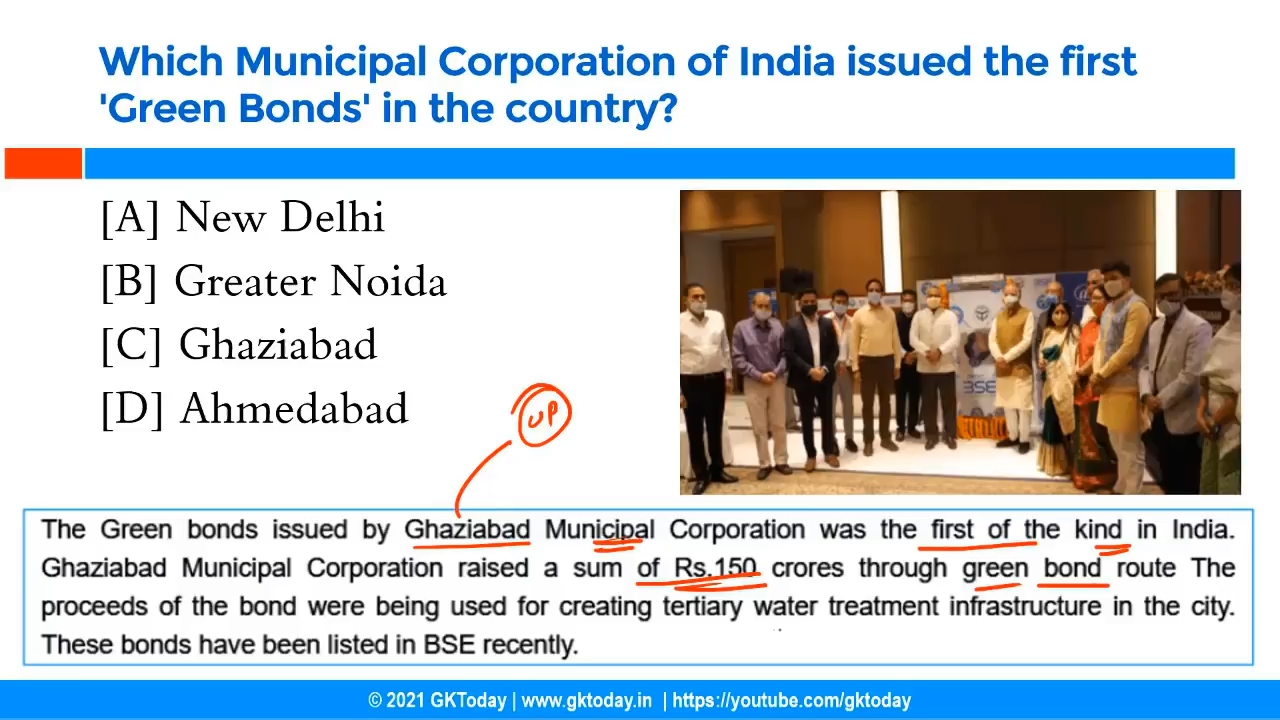 Which Municipal Corporation of India issued the first
'Green Bonds' in the country?
[A] New Delhi
[B] Greater Noida
[C] Ghaziabad
[D] Ahmedabad
UP
BSE
The Green bonds issued by Ghaziabad Municipal Corporation was the first of the kind in India.
Ghaziabad Municipal Corporation raised a sum of Rs.150 crores through green bond route The
proceeds of the bond were being used for creating tertiary water treatment infrastructure in the city.
These bonds have been listed in BSE recently.
© 2021 GKToday | www.gktoday.in | https://youtube.com/gktoday